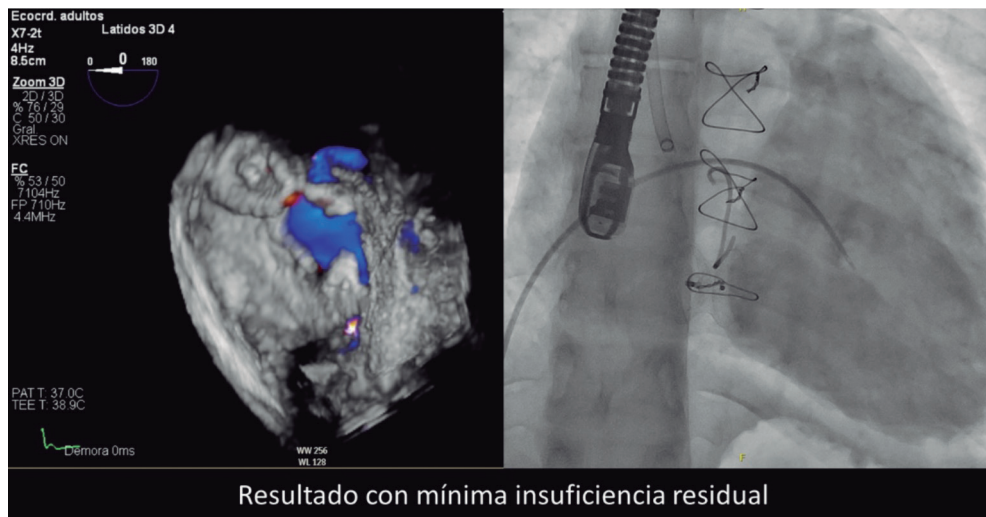 Ecocrd. adultos
X7-2t
Latidos 3D 4
4Hz
8.5cm
0 0 180
Zoom 3D
2D / 3D
% 76 / 29
C 50 / 30
Gral
XRES ON
FC
% 53 / 50
7104Hz
FP 710Hz
4.4MHz
PAT T: 37.0C
TEE T: 38.9C
Demora 0ms
WW 256
WL 128
F
Resultado con mínima insuficiencia residual